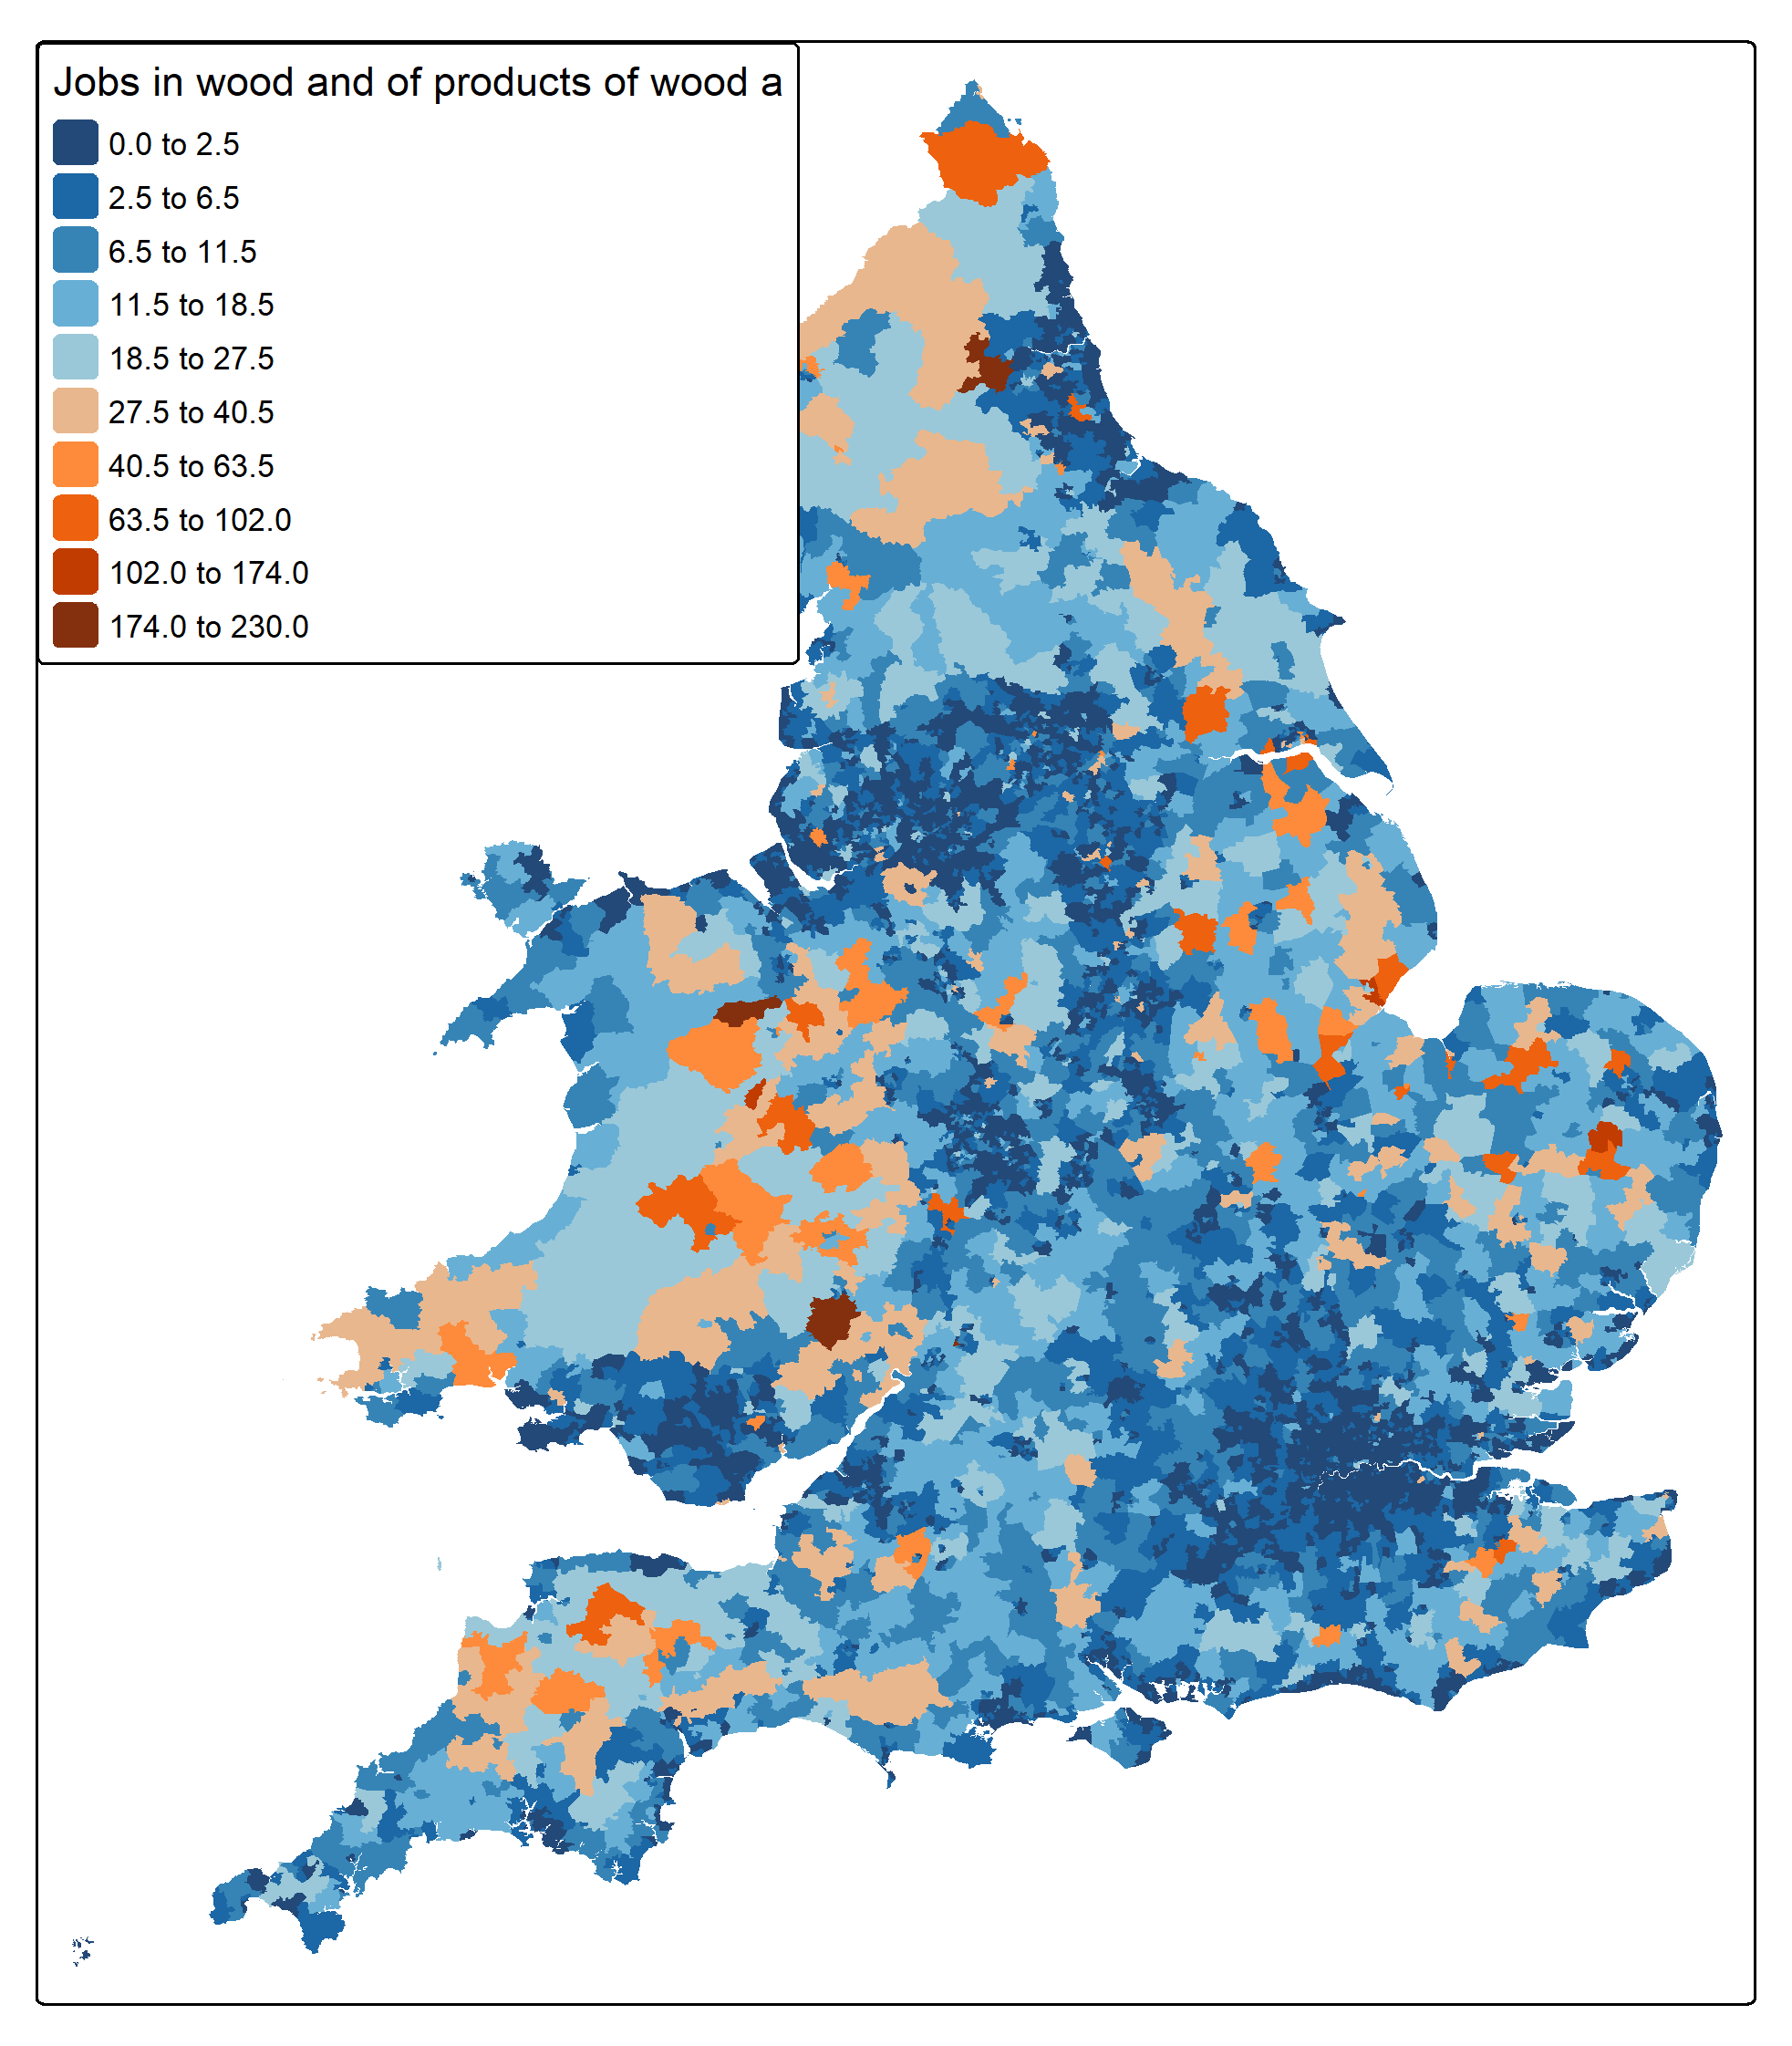 Jobs in wood and of products of wood a
0.0 to 2.5
2.5 to 6.5
6.5 to 11.5
11.5 to 18.5
18.5 to 27.5
27.5 to 40.5
40.5 to 63.5
63.5 to 102.0
102.0 to 174.0
174.0 to 230.0